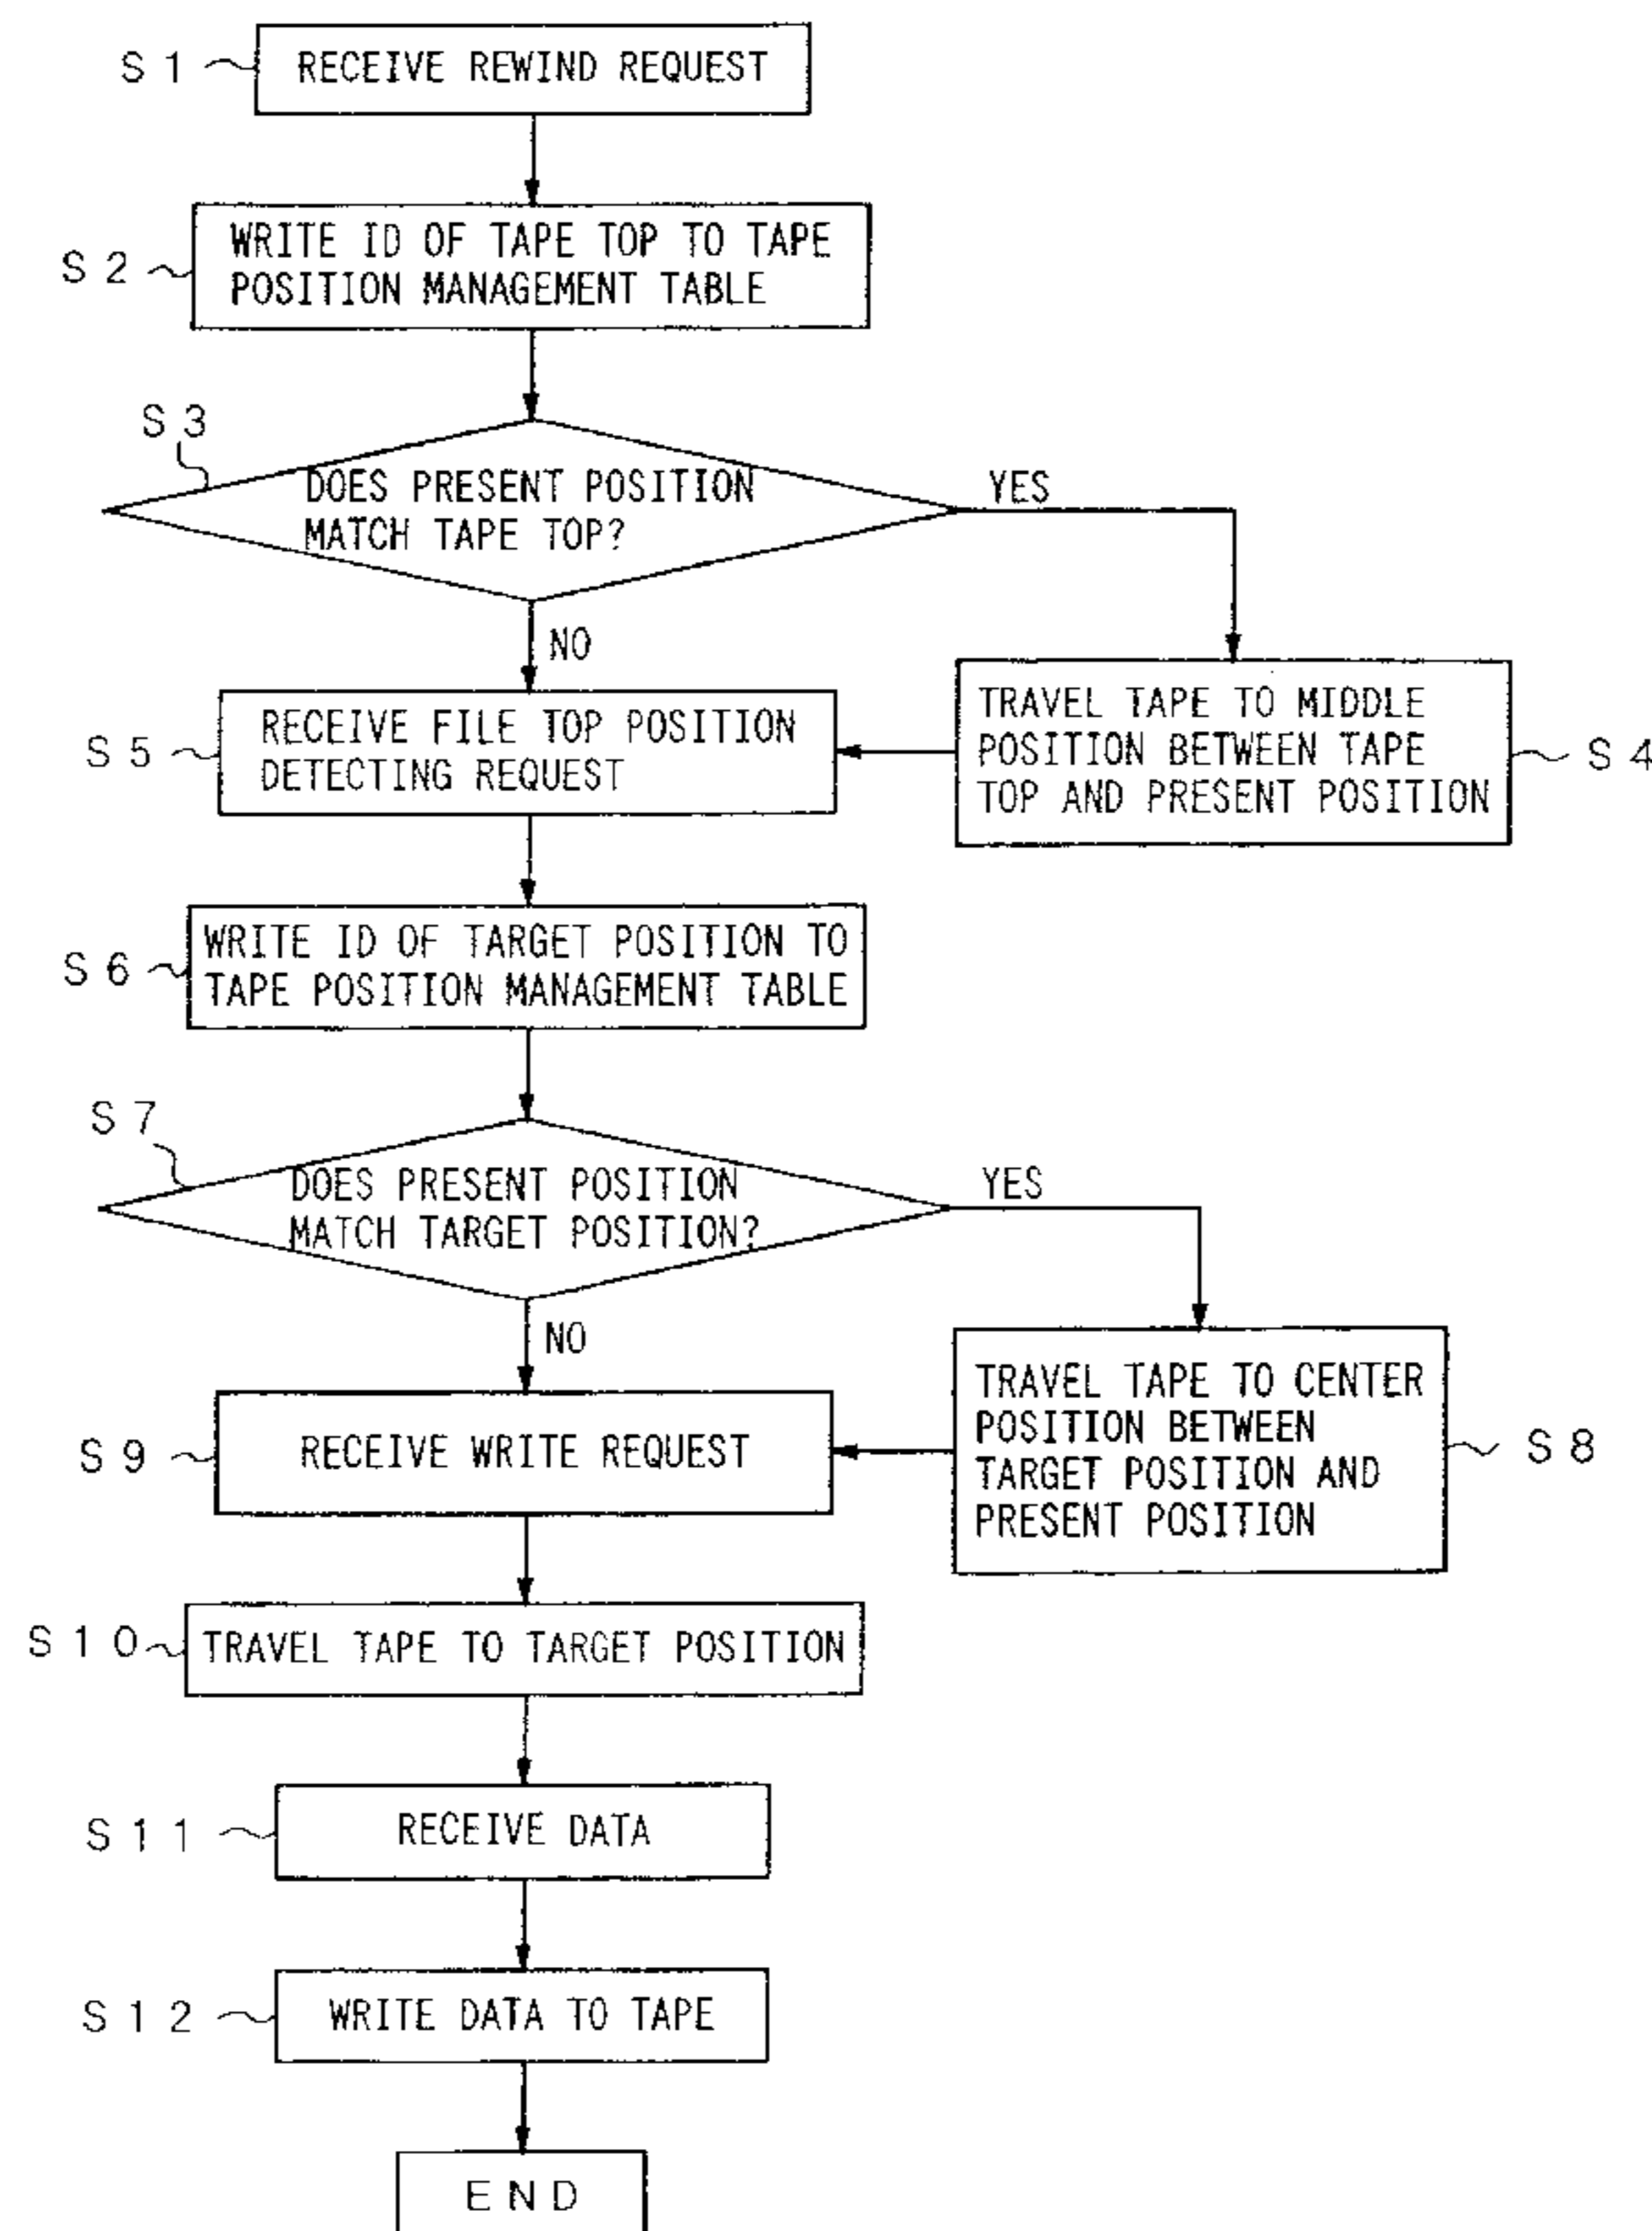 S 1
RECEIVE REWIND REQUEST
S 2
WRITE ID OF TAPE TOP TO TAPE
POSITION MANAGEMENT TABLE
S 3
DOES PRESENT POSITION
MATCH TAPE TOP?
YES
NO
TRAVEL TAPE TO MIDDLE
POSITION BETWEEN TAPE
TOP AND PRESENT POSITION
S 4
S 5
RECEIVE FILE TOP POSITION
DETECTING REQUEST
S 6
WRITE ID OF TARGET POSITION TO
TAPE POSITION MANAGEMENT TABLE
S 7
DOES PRESENT POSITION
MATCH TARGET POSITION?
YES
NO
TRAVEL TAPE TO CENTER
POSITION BETWEEN
TARGET POSITION AND
PRESENT POSITION
S 8
S 9
RECEIVE WRITE REQUEST
S 1 0
TRAVEL TAPE TO TARGET POSITION
S 1 1
RECEIVE DATA
S 1 2
WRITE DATA TO TAPE
E N D